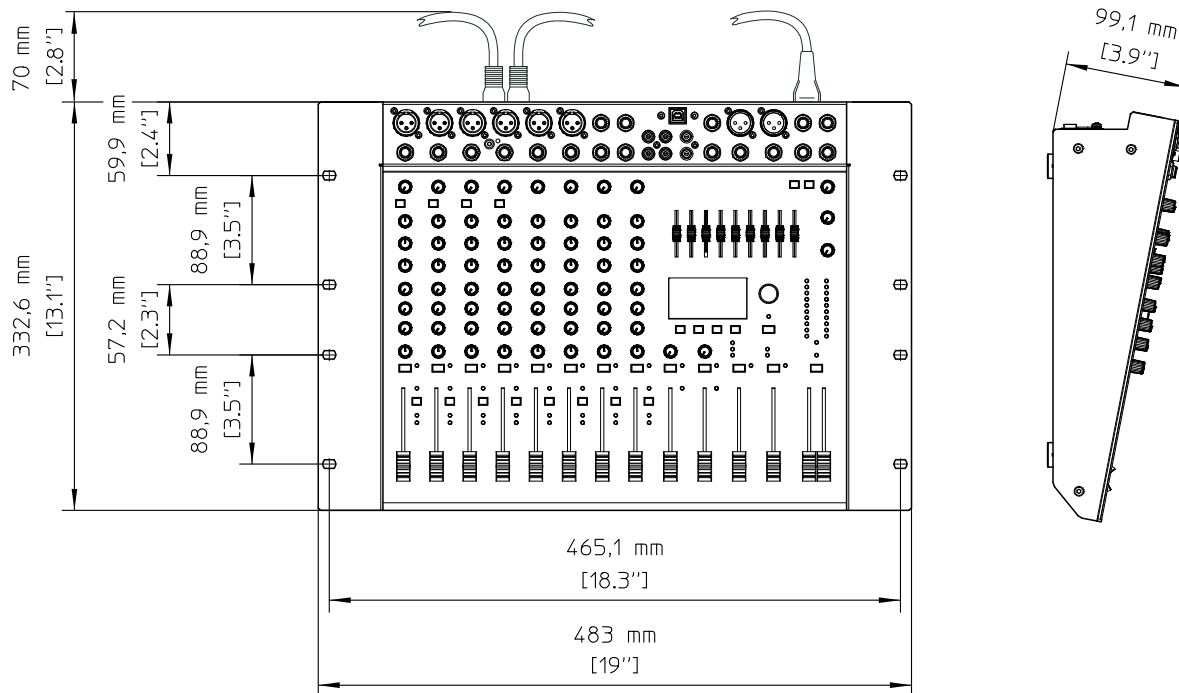 70 mm
[2.8"]
99,1 mm
[3.9"]
59,9 mm
[2.4"]
332,6 mm
[13.1"]
88,9 mm
[3.5"]
57,2 mm
[2.3"]
88,9 mm
[3.5"]
465,1 mm
[18.3"]
483 mm
[19"]